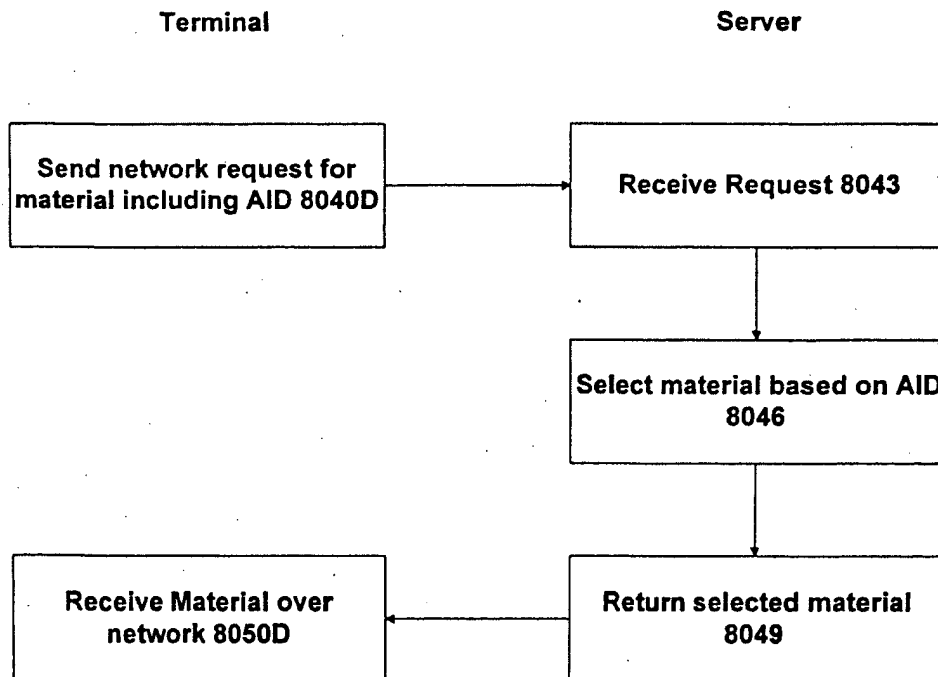 Terminal
Server
Send network request for
material including AID 8040D
Receive Request 8043
Select material based on AID
8046
Return selected material
8049
Receive Material over
network 8050D